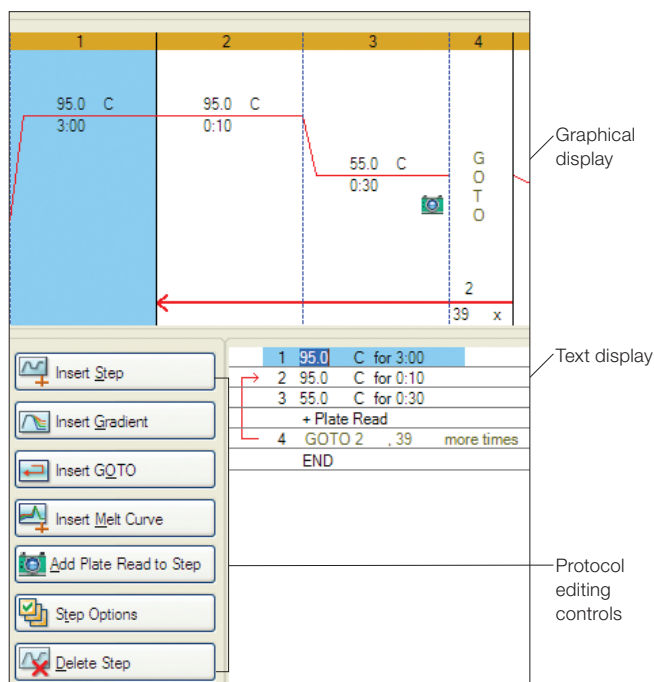 1 2 3 4
95.0 C
3:00
95.0 C
0:10
55.0 C
0:30
GOTO
2
39 x
Graphical
display
Insert Step
Insert Gradient
Insert GOTO
Insert Melt Curve
Add Plate Read to Step
Step Options
Delete Step
1 95.0 C for 3:00
2 95.0 C for 0:10
3 55.0 C for 0:30
+ Plate Read
4 GOTO 2 , 39 more times
END
Text display
Protocol
editing
controls